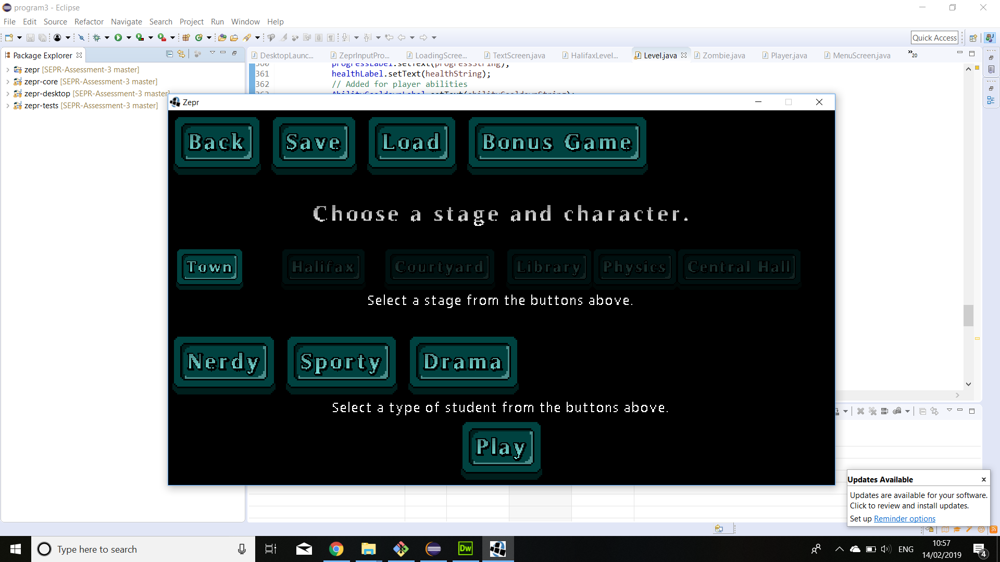 program3 - Eclipse
File Edit Source Refactor Navigate Search Project Run Window Help
Quick Access
Package Explorer
DesktopLaunc... ZeprInputPro... LoadingScree... TextScreen.java HalifaxLevel... Level.java Zombie.java Player.java MenuScreen.java »20
zepr [SEPR-Assessment-3 master]
zepr-core [SEPR-Assessment-3 master]
zepr-desktop [SEPR-Assessment-3 master]
zepr-tests [SEPR-Assessment-3 master]
360 progressLabel.setText(progressString);
361 healthLabel.setText(healthString);
362 // Added for player abilities
Zepr
Back Save Load Bonus Game
Choose a stage and character.
Town Halifax Courtyard Library Physics Central Hall
Select a stage from the buttons above.
Nerdy Sporty Drama
Select a type of student from the buttons above.
Play
Updates Available
Updates are available for your software.
Click to review and install updates.
Set up Reminder options
Type here to search
Dw
ENG
10:57
14/02/2019
4